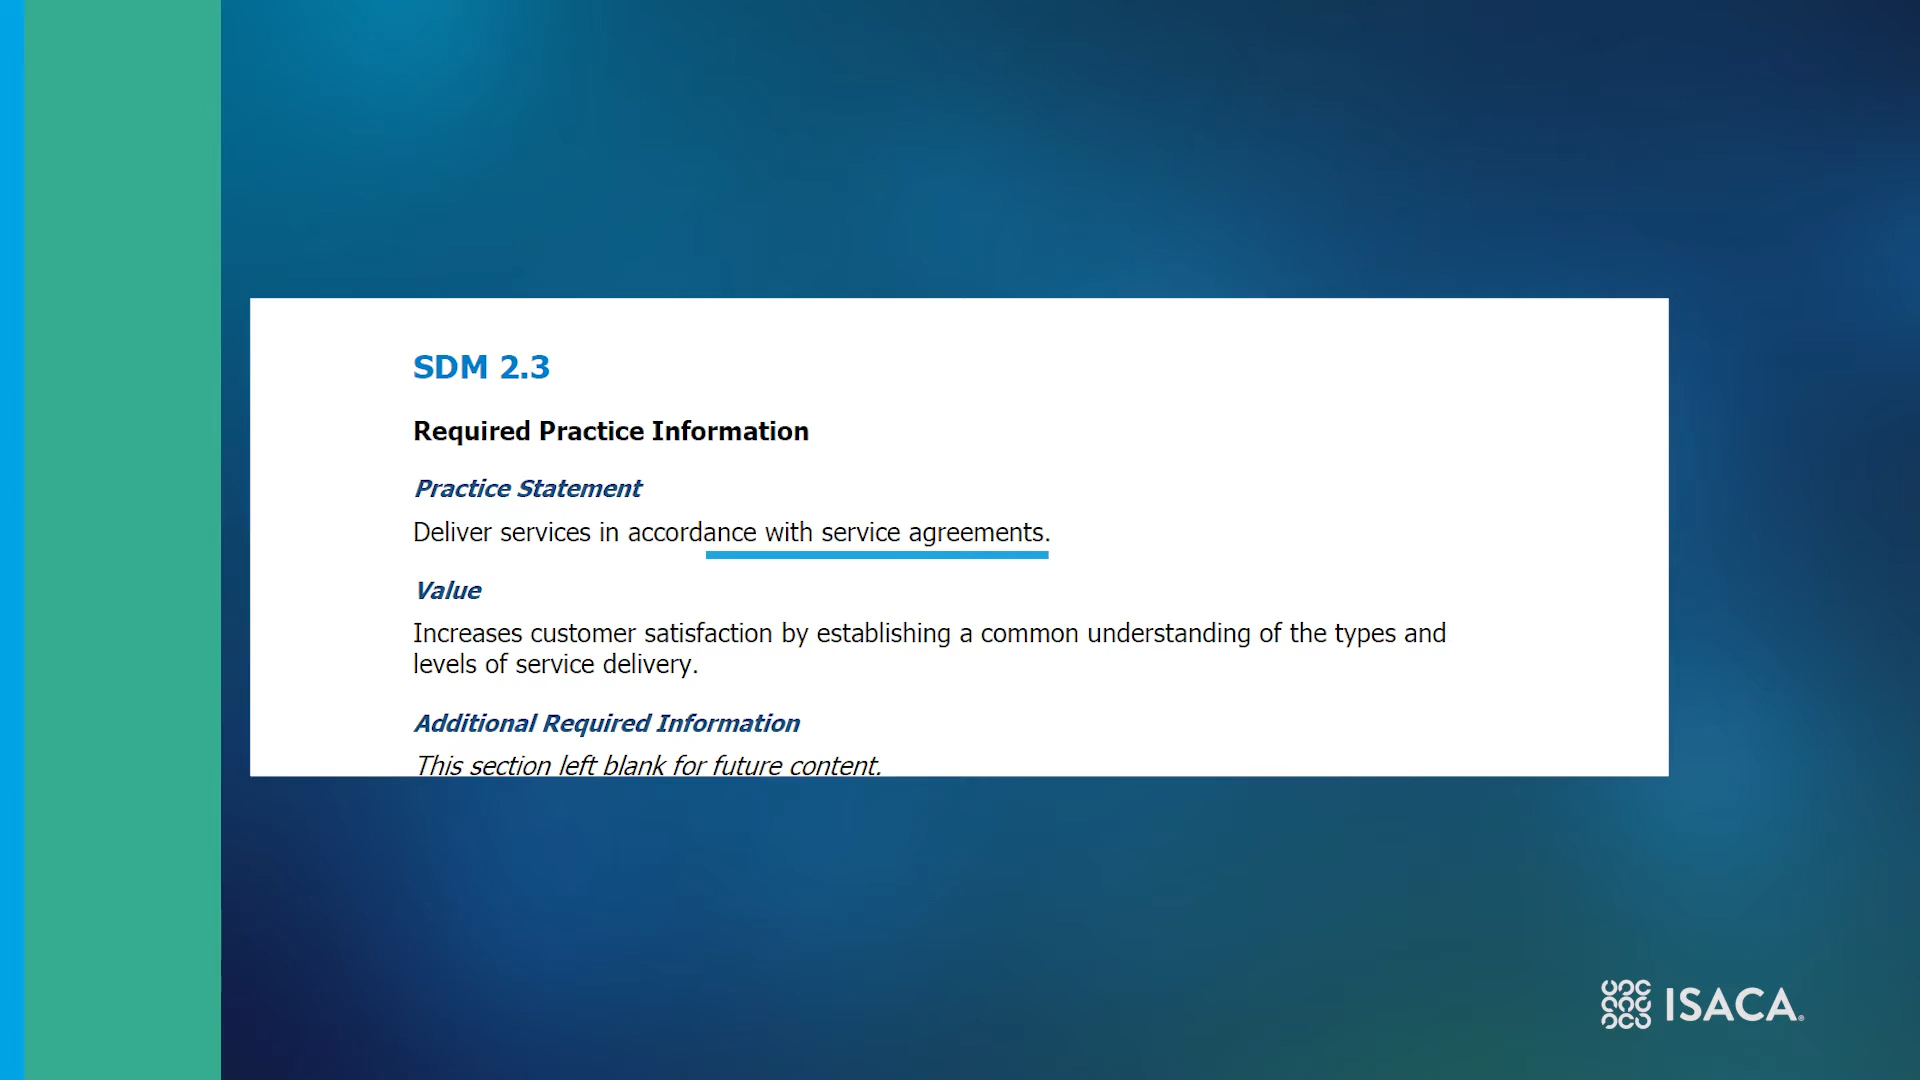 SDM 2.3
Required Practice Information
Practice Statement
Deliver services in accordance with service agreements.
Value
Increases customer satisfaction by establishing a common understanding of the types and
levels of service delivery.
Additional Required Information
This section left blank for future content.
ISACA®